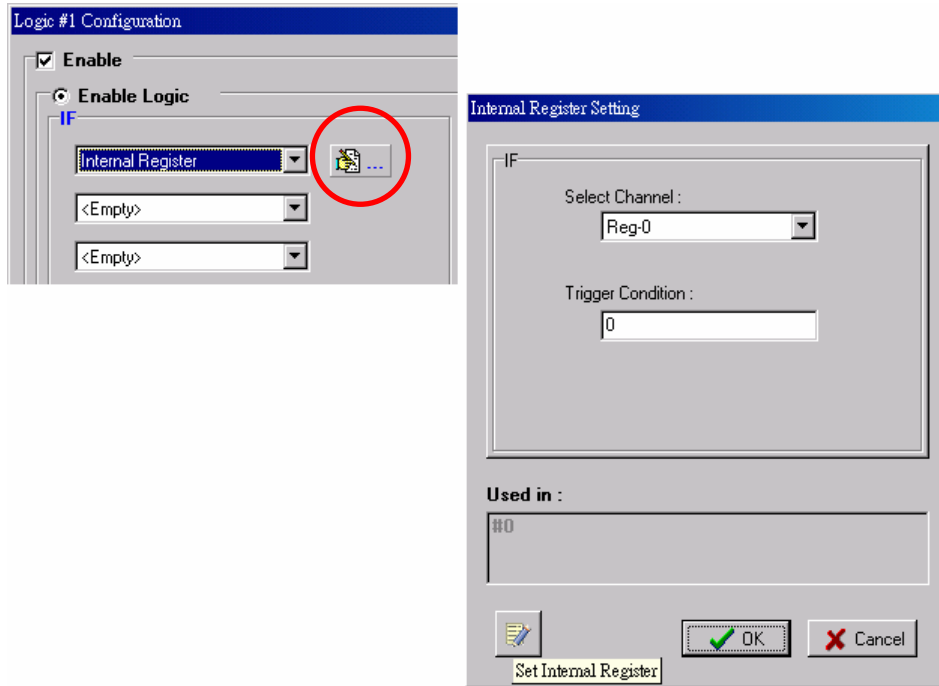 Logic #1 Configuration
Enable
Enable Logic
IF
Internal Register
...
<Empty>
<Empty>
Internal Register Setting
IF
Select Channel :
Reg-0
Trigger Condition :
0
Used in :
#0
OK
Cancel
Set Internal Register